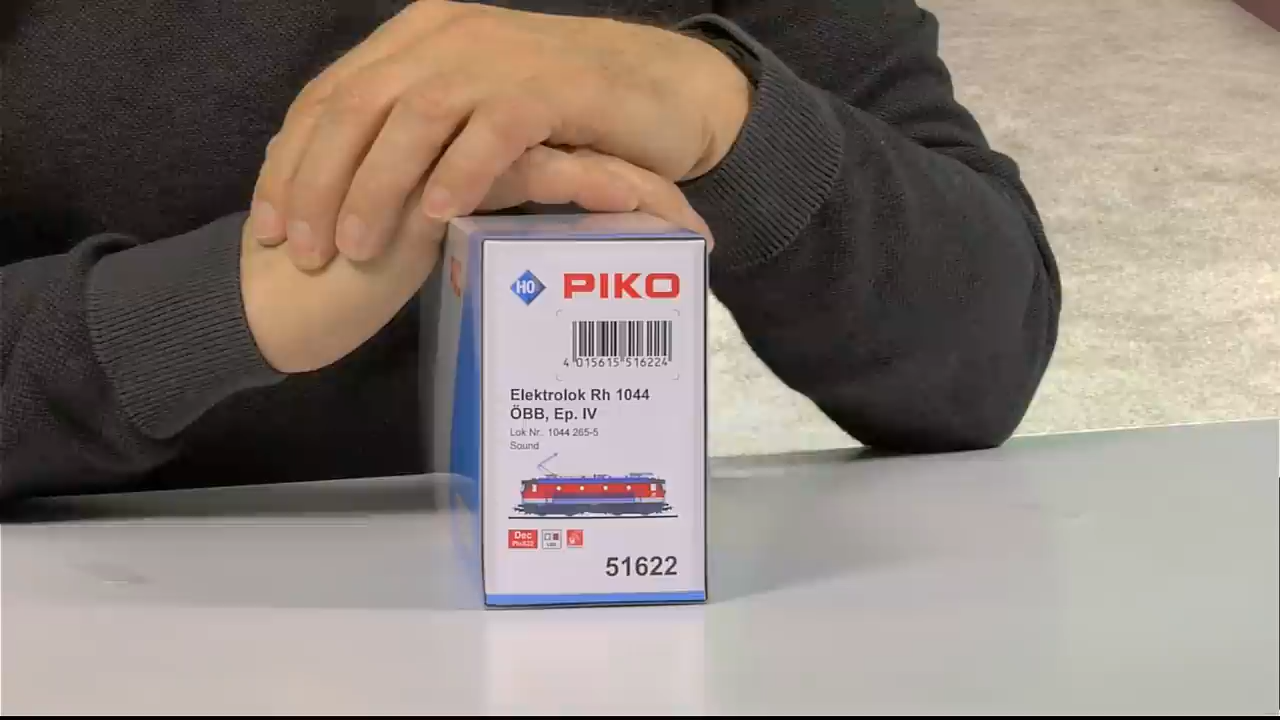 H0 PIKO
4 015615 516224
Elektrolok Rh 1044
ÖBB, Ep. IV
Lok Nr.: 1044 265-5
Sound
Dec
51622